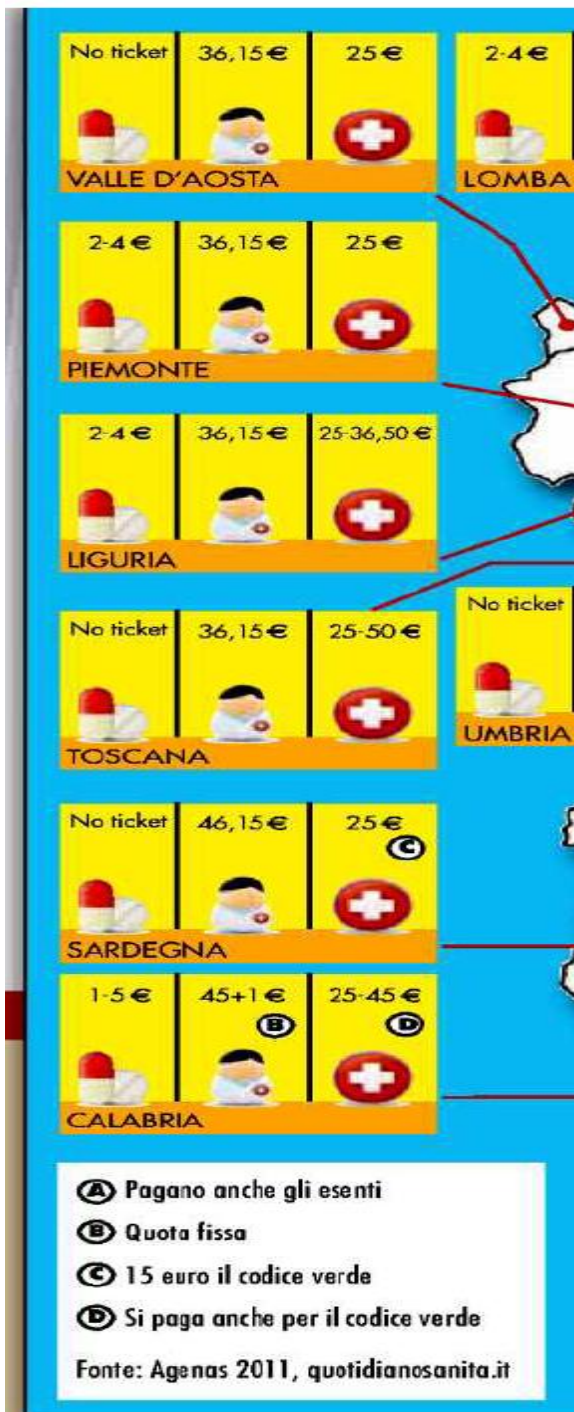 No ticket 36,15 € 25 €
VALLE D'AOSTA
2-4 €
LOMBA
2-4 € 36,15 € 25 €
PIEMONTE
2-4 € 36,15 € 25-36,50 €
LIGURIA
No ticket 36,15 € 25-50 €
TOSCANA
No ticket
UMBRIA
No ticket 46,15 € 25 €
C
SARDEGNA
1-5 € 45+1 € 25-45 €
B D
CALABRIA
A Pagano anche gli esenti
B Quota fissa
C 15 euro il codice verde
D Si paga anche per il codice verde
Fonte: Agenas 2011, quotidianosanita.it